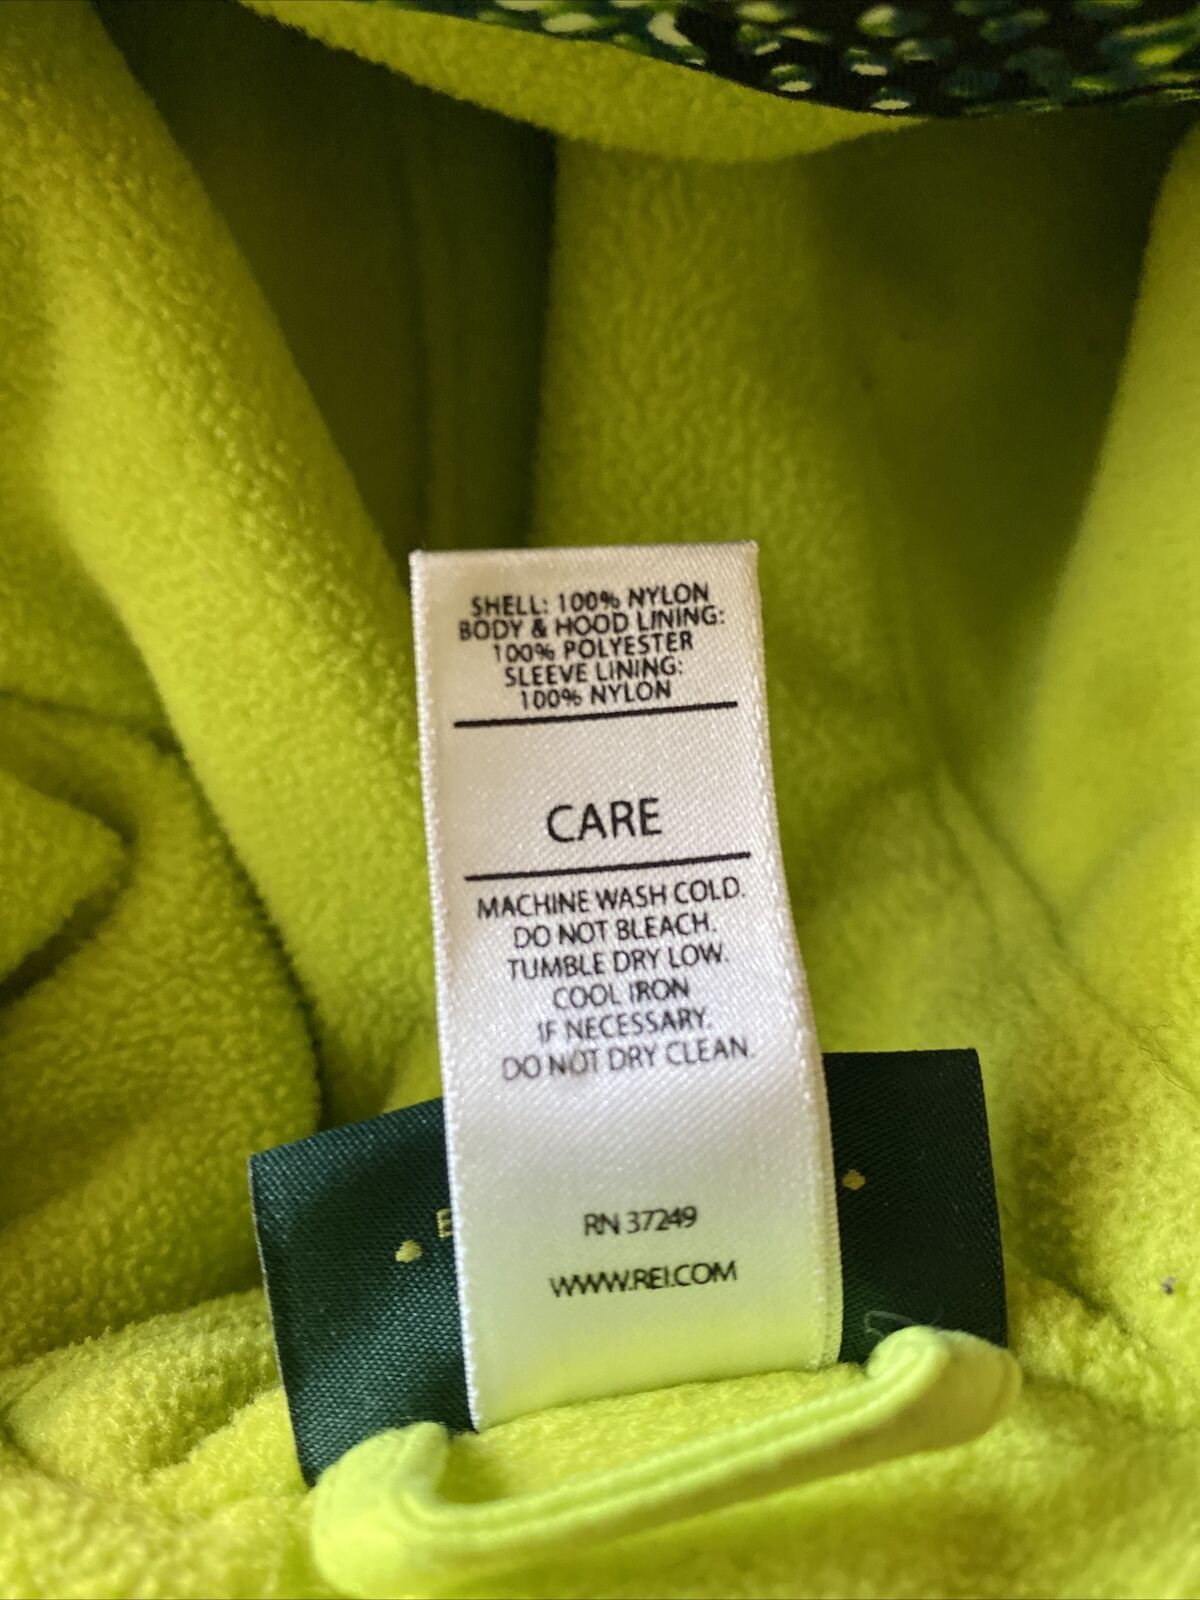 SHELL: 100% NYLON
BODY & HOOD LINING:
100% POLYESTER
SLEEVE LINING:
100% NYLON
CARE
MACHINE WASH COLD.
DO NOT BLEACH.
TUMBLE DRY LOW.
COOL IRON
IF NECESSARY.
DO NOT DRY CLEAN.
RN 37249
WWW.REI.COM